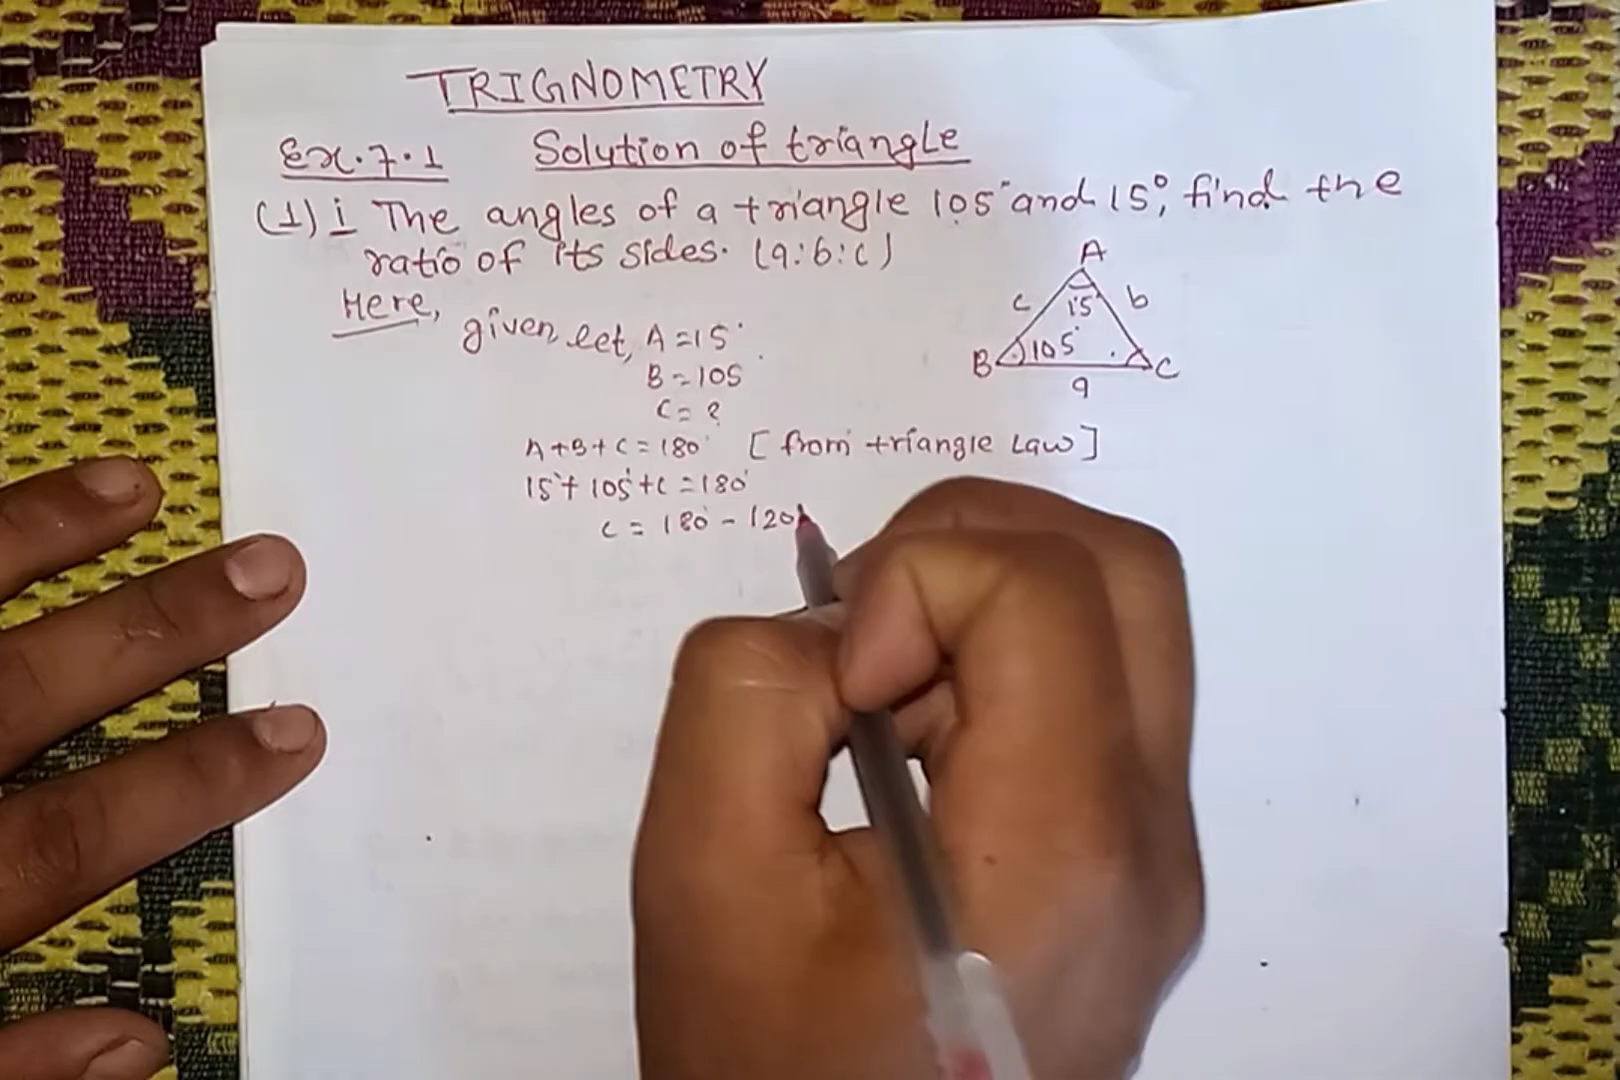 TRIGNOMETRY
Ex.7.1 Solution of triangle
(1) i The angles of a triangle 105° and 15°, find the
ratio of its sides. (a:b:c)
Here,
given, let, A = 15°
B = 105°
C = ?
A + B + C = 180° [from triangle Law]
15° + 105° + C = 180°
C = 180° - 120
A
c 15° b
B 105° C
a